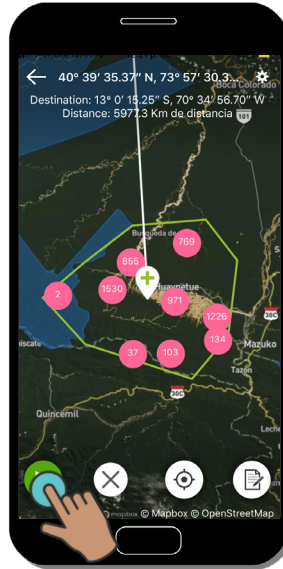 40° 39′ 35.37″ N, 73° 57′ 30.3...
Boca Colorado
Destination: 13° 0′ 15.25″ S, 70° 34′ 56.70″ W
Distance: 5977.3 Km de distancia
101
Busqueda de
769
855
Huaypetue
1530
971
2
1226
30C
134
Mazuko
37
103
Tazon
30C
Quincemil
mapbox © Mapbox © OpenStreetMap